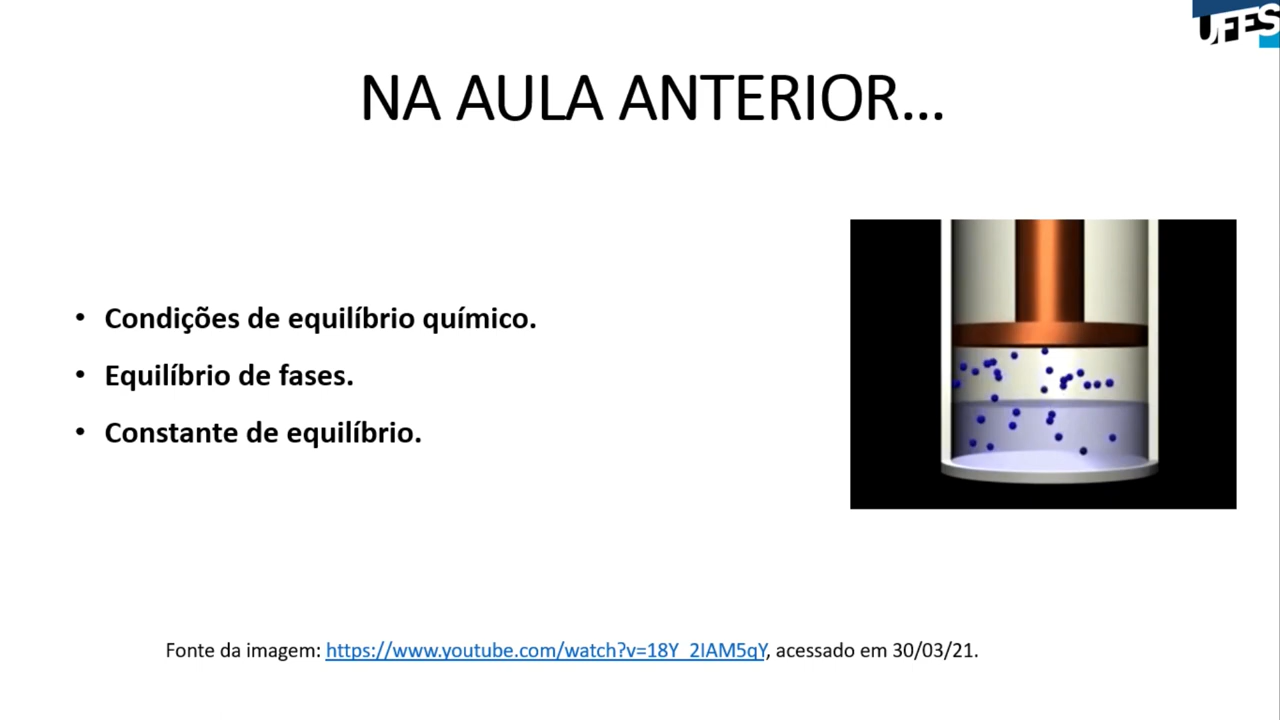 UFES
NA AULA ANTERIOR...
• Condições de equilíbrio químico.
• Equilíbrio de fases.
• Constante de equilíbrio.
Fonte da imagem: https://www.youtube.com/watch?v=18Y_2IAM5qY, acessado em 30/03/21.